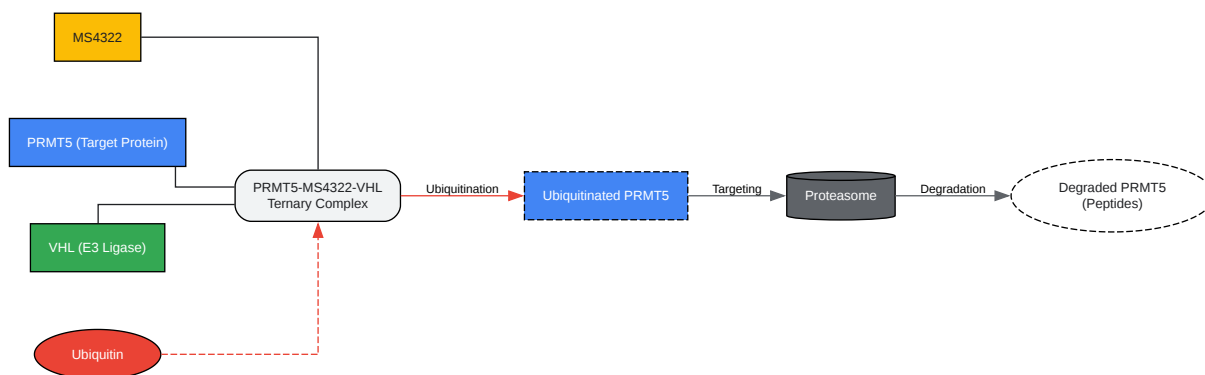 MS4322
PRMT5 (Target Protein)
PRMT5-MS4322-VHL
Ternary Complex
Ubiquitination
Ubiquitinated PRMT5
Targeting
Proteasome
Degradation
Degraded PRMT5
(Peptides)
VHL (E3 Ligase)
Ubiquitin